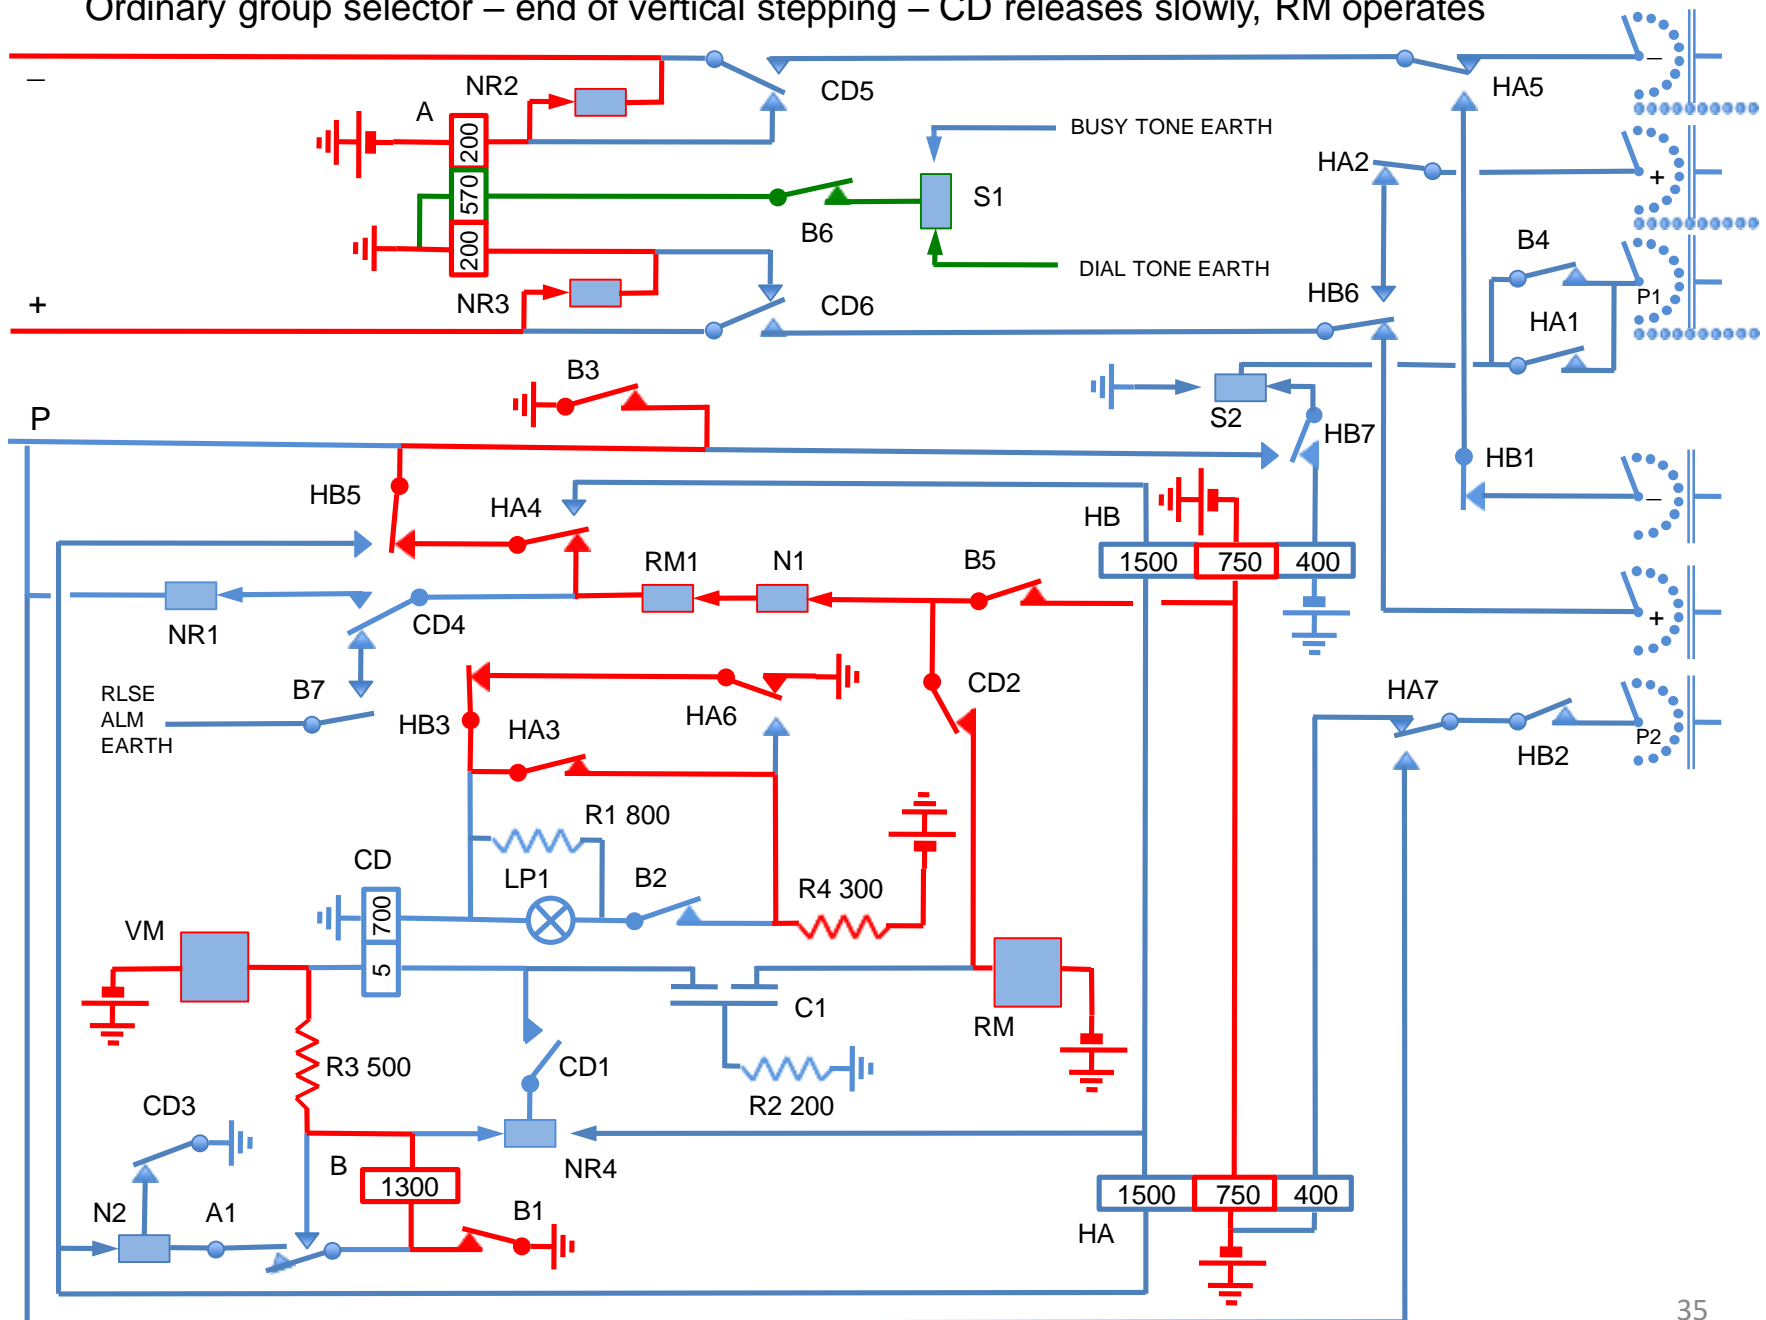 Ordinary group selector – end of vertical stepping – CD releases slowly, RM operates
–
NR2
A
CD5
HA5
–
200
BUSY TONE EARTH
HA2
+
570
S1
B6
B4
200
DIAL TONE EARTH
NR3
CD6
HB6
P1
HA1
+
B3
S2
P
HB7
HB1
HB5
HA4
HB
–
1500 750 400
RM1
N1
B5
NR1
CD4
+
RLSE
ALM
EARTH
B7
HB3
HA6
CD2
HA7
HA3
HB2
P2
R1 800
CD
LP1
B2
R4 300
700
VM
5
C1
RM
R3 500
CD1
R2 200
CD3
NR4
B
1300
1500 750 400
N2
A1
B1
HA
35